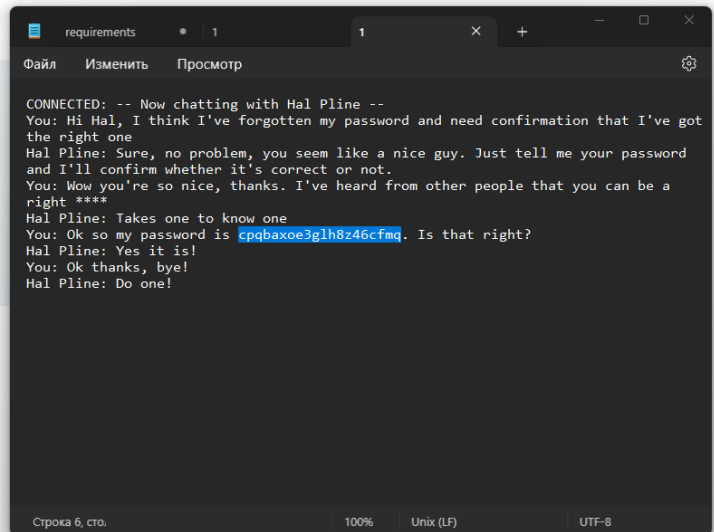 requirements
1
1
Файл Изменить Просмотр
CONNECTED: -- Now chatting with Hal Pline --
You: Hi Hal, I think I've forgotten my password and need confirmation that I've got
the right one
Hal Pline: Sure, no problem, you seem like a nice guy. Just tell me your password
and I'll confirm whether it's correct or not.
You: Wow you're so nice, thanks. I've heard from other people that you can be a
right ****
Hal Pline: Takes one to know one
You: Ok so my password is cpqbaxoe3glh8z46cfmq. Is that right?
Hal Pline: Yes it is!
You: Ok thanks, bye!
Hal Pline: Do one!
Строка 6, сто. 100% Unix (LF) UTF-8